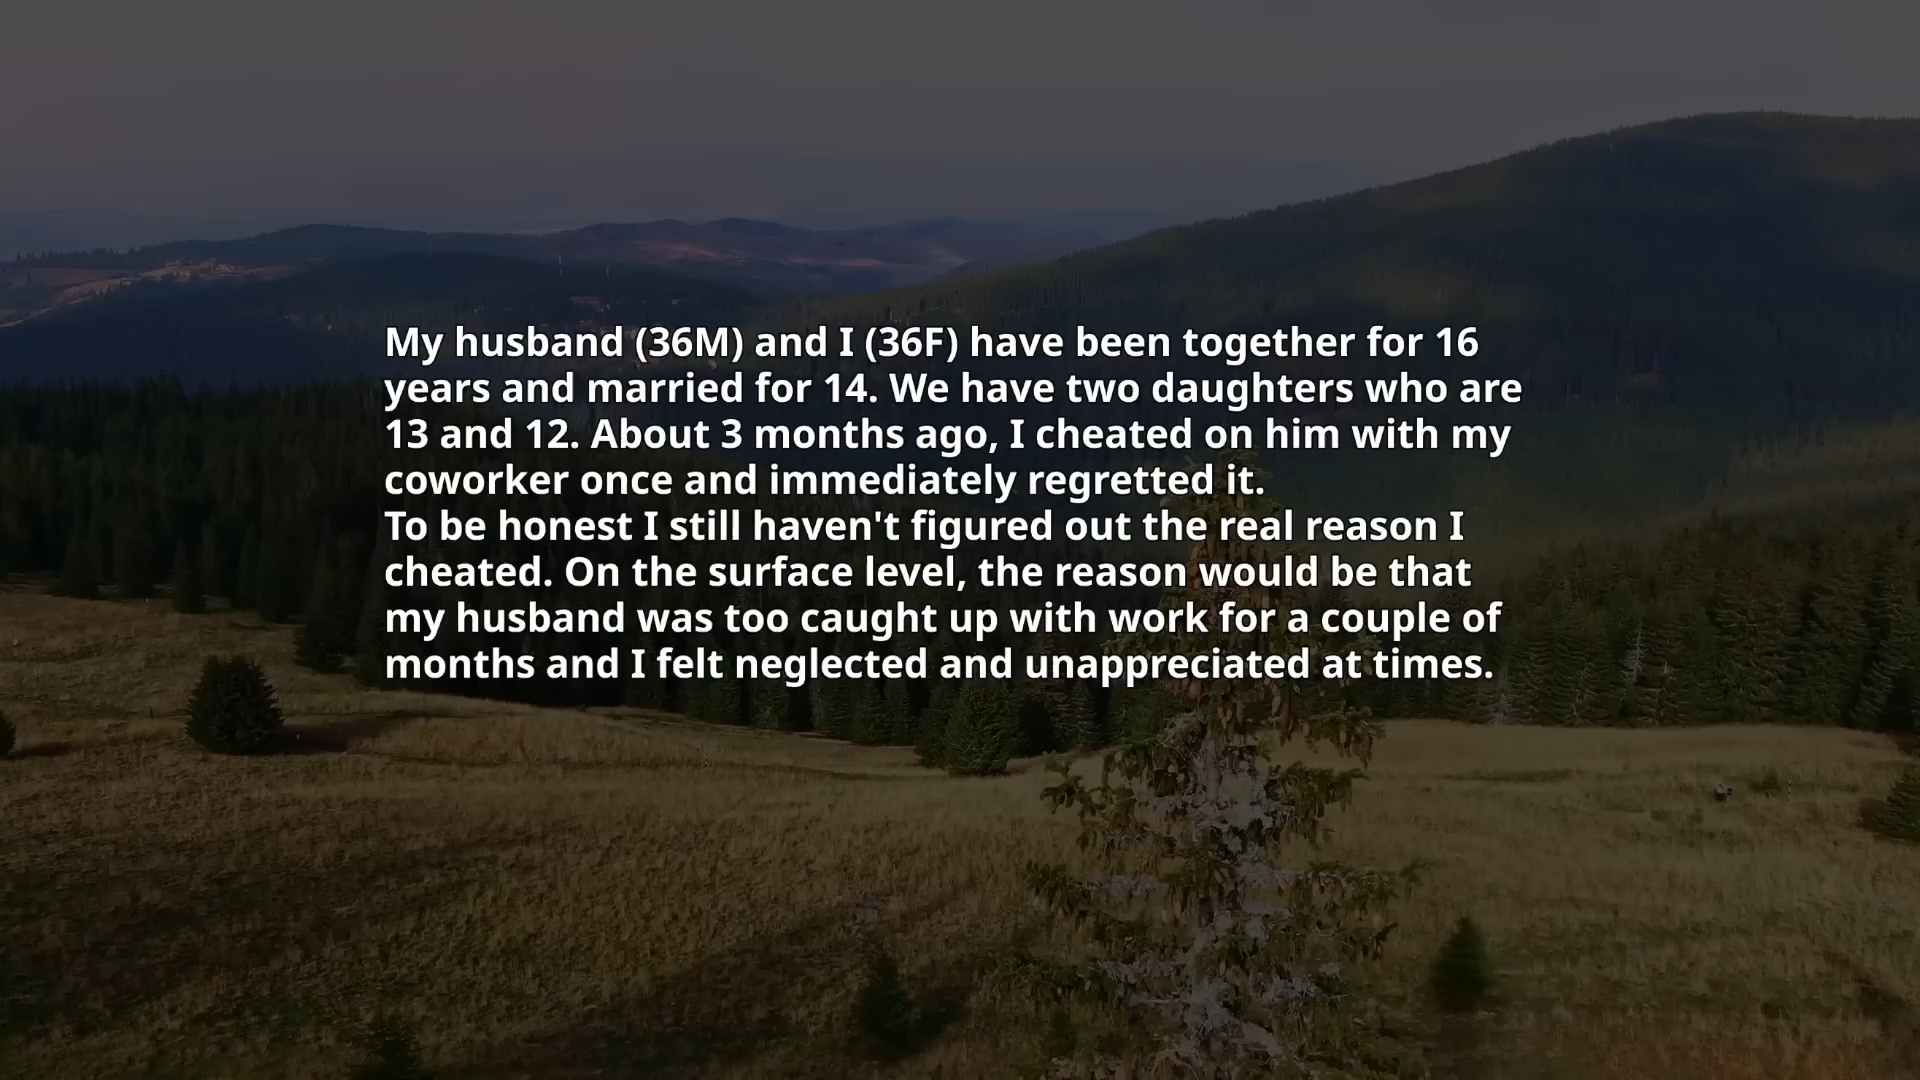 My husband (36M) and I (36F) have been together for 16
years and married for 14. We have two daughters who are
13 and 12. About 3 months ago, I cheated on him with my
coworker once and immediately regretted it.
To be honest I still haven't figured out the real reason I
cheated. On the surface level, the reason would be that
my husband was too caught up with work for a couple of
months and I felt neglected and unappreciated at times.